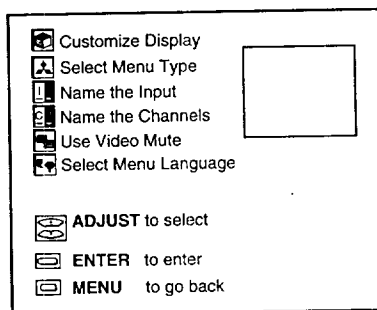 Customize Display
Select Menu Type
Name the Input
Name the Channels
Use Video Mute
Select Menu Language
ADJUST to select
ENTER to enter
MENU to go back